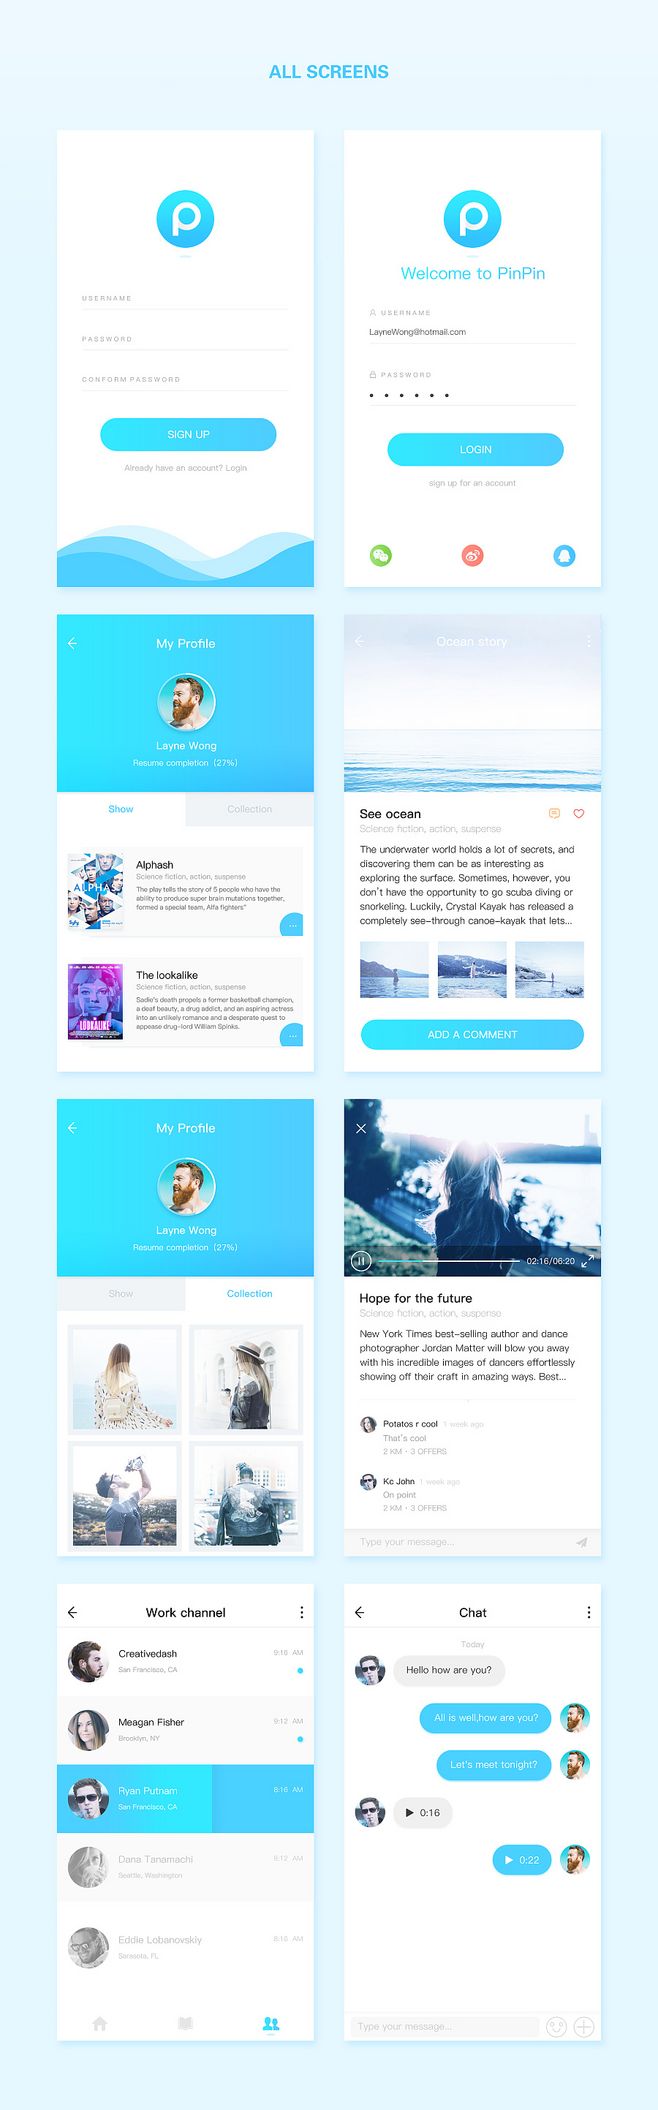 ALL SCREENS
USERNAME
PASSWORD
CONFORM PASSWORD
SIGN UP
Already have an account? Login
Welcome to PinPin
USERNAME
LayneWong@hotmail.com
PASSWORD
LOGIN
sign up for an account
My Profile
Layne Wong
Resume completion (27%)
Show
Collection
Alphash
Science fiction, action, suspense
The play tells the story of 5 people who have the
ability to produce super brain mutations together,
formed a special team, Alfa fighters"
The lookalike
Science fiction, action, suspense
Sadie's death propels a former basketball champion,
a deaf beauty, a drug addict, and an aspiring actress
into an unlikely romance and a desperate quest to
appease drug-lord William Spinks.
ALPHA
LOOKALIKE
Ocean story
See ocean
Science fiction, action, suspense
The underwater world holds a lot of secrets, and
discovering them can be as interesting as
exploring the surface. Sometimes, however, you
don't have the opportunity to go scuba diving or
snorkeling. Luckily, Crystal Kayak has released a
completely see-through canoe-kayak that lets...
ADD A COMMENT
My Profile
Layne Wong
Resume completion (27%)
Show
Collection
02:16/06:20
Hope for the future
Science fiction, action, suspense
New York Times best-selling author and dance
photographer Jordan Matter will blow you away
with his incredible images of dancers effortlessly
showing off their craft in amazing ways. Best...
Potatos r cool 1 week ago
That's cool
2 KM · 3 OFFERS
Kc John 1 week ago
On point
2 KM · 3 OFFERS
Type your message...
Work channel
Creativedash
9:16 AM
San Francisco, CA
Meagan Fisher
9:12 AM
Brooklyn, NY
Ryan Putnam
8:16 AM
San Francisco, CA
Dana Tanamachi
8:12 AM
Seattle, Washington
Eddie Lobanovskiy
8:10 AM
Sarasota, FL
Chat
Today
Hello how are you?
All is well,how are you?
Let's meet tonight?
0:16
0:22
Type your message...